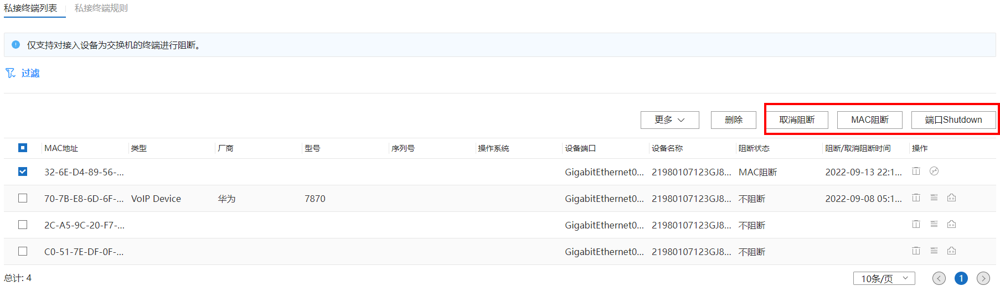 私接终端列表 私接终端规则
仅支持对接入设备为交换机的终端进行阻断。
过滤
更多 删除 取消阻断 MAC阻断 端口Shutdown
MAC地址 类型 厂商 型号 序列号 操作系统 设备端口 设备名称 阻断状态 阻断/取消阻断时间 操作
32-6E-D4-89-56-... GigabitEthernet0... 21980107123GJ8... MAC阻断 2022-09-13 22:1...
70-7B-E8-6D-6F-... VoIP Device 华为 7870 GigabitEthernet0... 21980107123GJ8... 不阻断 2022-09-08 05:1...
2C-A5-9C-20-F7-... GigabitEthernet0... 21980107123GJ8... 不阻断
C0-51-7E-DF-0F-... GigabitEthernet0... 21980107123GJ8... 不阻断
总计: 4 10条/页 1